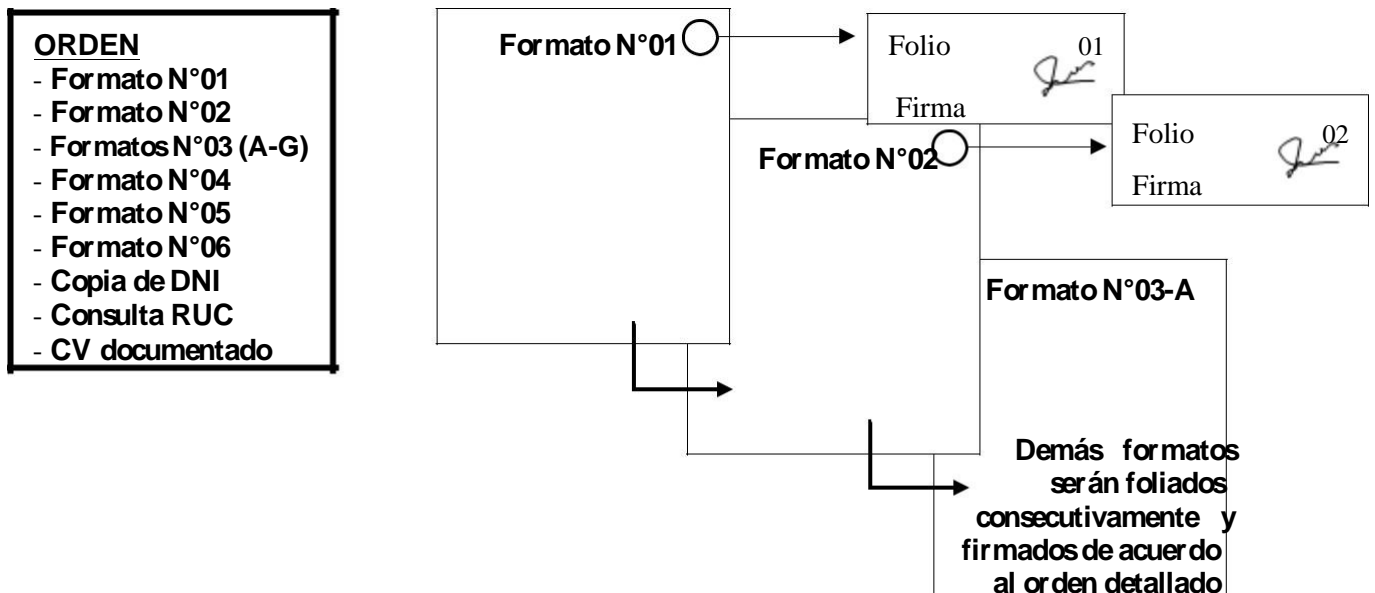 ORDEN
- Formato N°01
- Formato N°02
- Formatos N°03 (A-G)
- Formato N°04
- Formato N°05
- Formato N°06
- Copia de DNI
- Consulta RUC
- CV documentado
Formato N°01
Folio 01
Firma
Formato N°02
Folio 02
Firma
Formato N°03-A
Demás formatos
serán foliados
consecutivamente y
firmados de acuerdo
al orden detallado